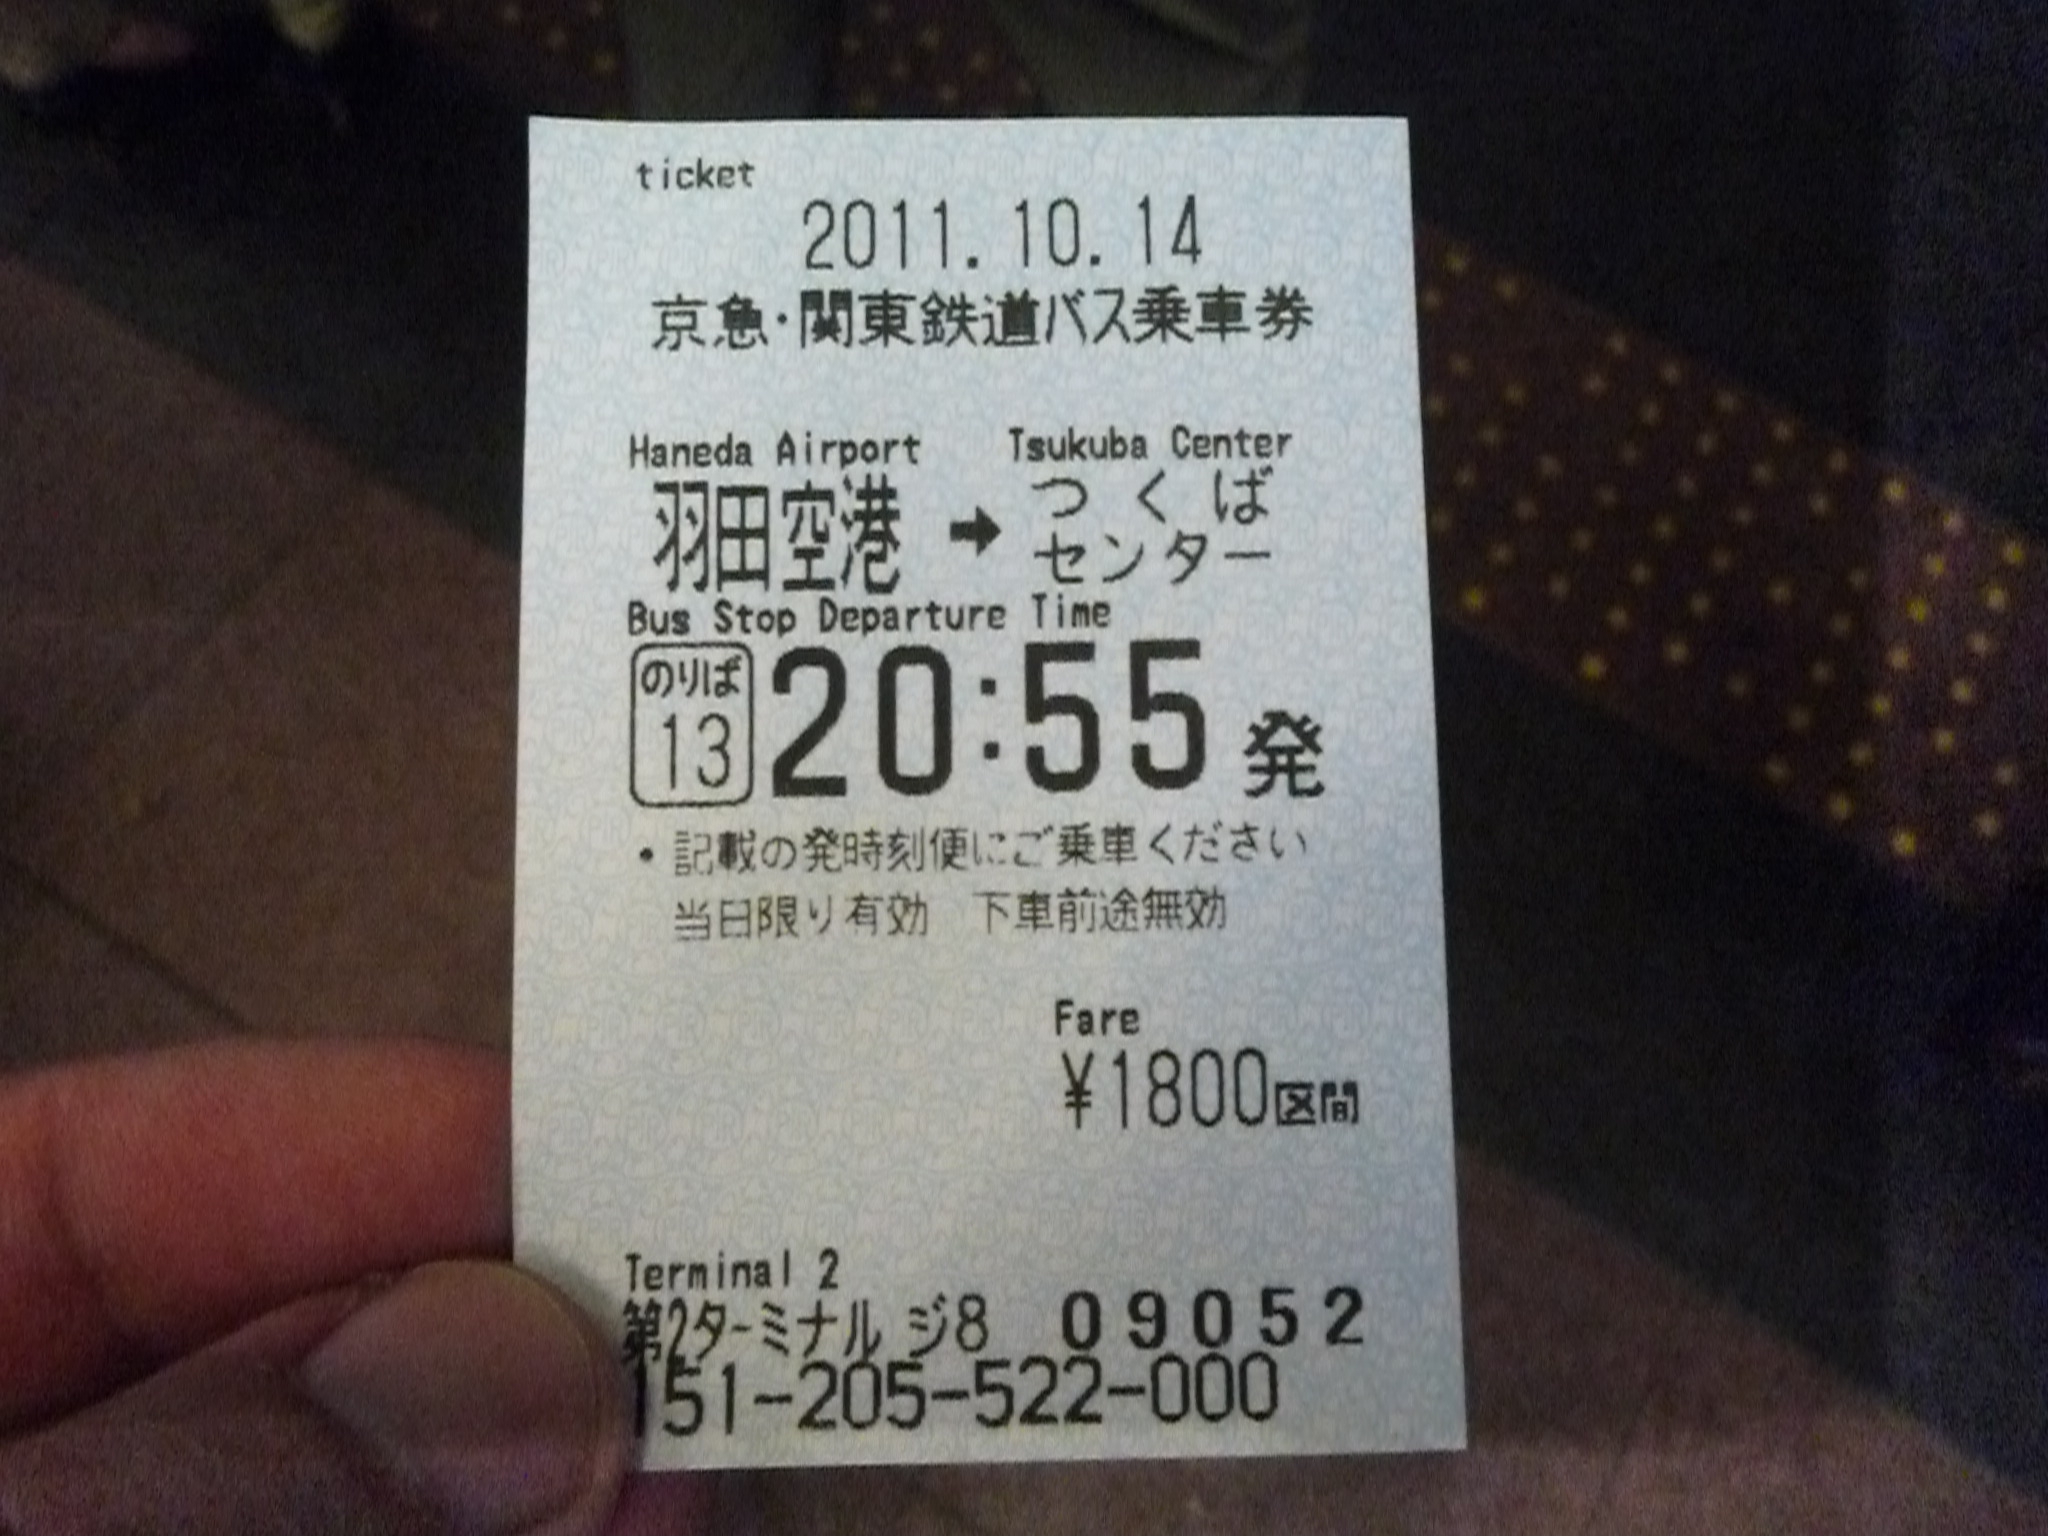 ticket
2011.10.14
京急・関東鉄道バス乗車券
Haneda Airport Tsukuba Center
羽田空港 ➡ つくば
センター
Bus Stop Departure Time
のりば
13 20:55 発
・記載の発時刻便にご乗車ください
当日限り有効 下車前途無効
Fare
¥1800区間
Terminal 2
第2ターミナル ジ8 09052
151-205-522-000